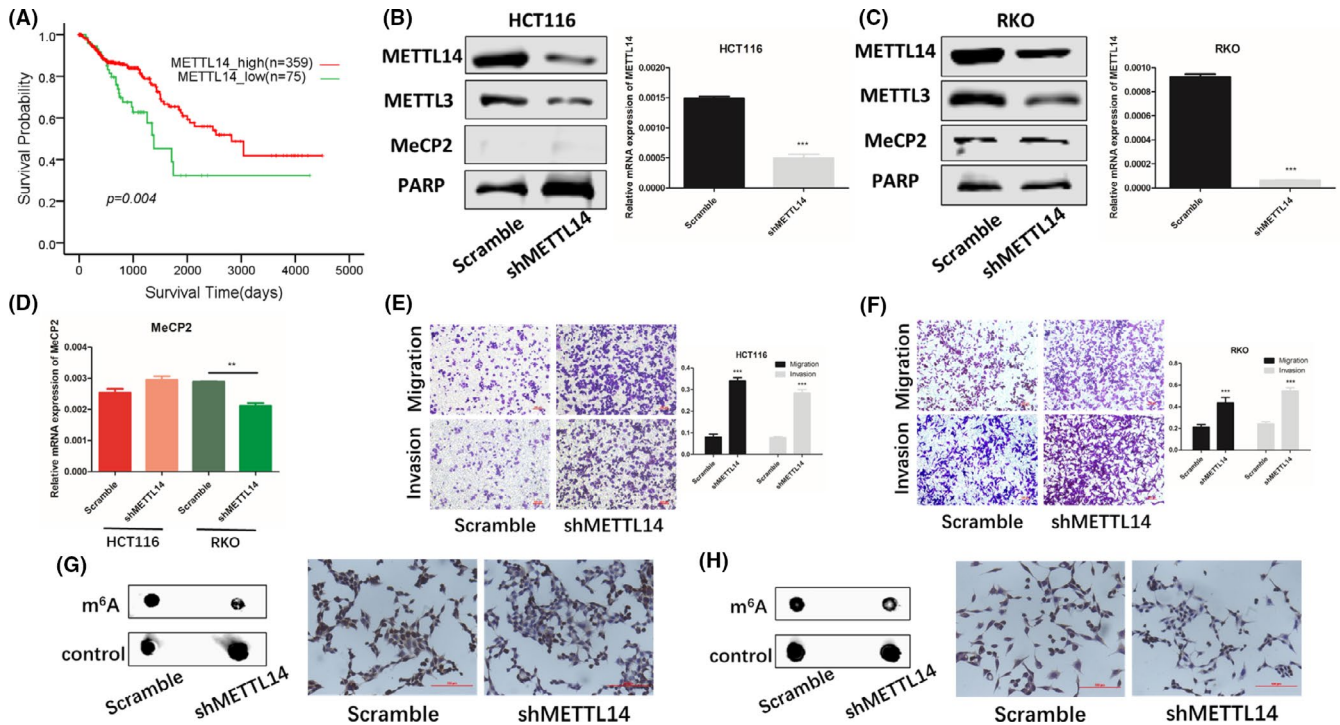 (A)
Survival Probability
1.0
0.8
0.6
0.4
0.2
0.0
METTL14_high(n=359)
METTL14_low(n=75)
p=0.004
0 1000 2000 3000 4000 5000
Survival Time(days)
(B)
HCT116
METTL14
METTL3
MeCP2
PARP
Scramble
shMETTL14
HCT116
Relative mRNA expression of METTL14
0.0020
0.0015
0.0010
0.0005
0.0000
***
Scramble
shMETTL14
(C)
RKO
METTL14
METTL3
MeCP2
PARP
Scramble
shMETTL14
RKO
Relative mRNA expression of METTL14
0.0010
0.0008
0.0006
0.0004
0.0002
0.0000
***
Scramble
shMETTL14
(D)
MeCP2
Relative mRNA expression of MeCP2
0.004
0.003
0.002
0.001
0.000
**
Scramble
shMETTL14
Scramble
shMETTL14
HCT116
RKO
(E)
Migration
Invasion
Scramble
shMETTL14
HCT116
Migration
Invasion
0.4
0.3
0.2
0.1
0.0
***
***
Scramble
shMETTL14
Scramble
shMETTL14
(F)
Migration
Invasion
Scramble
shMETTL14
RKO
Migration
Invasion
0.8
0.6
0.4
0.2
0.0
***
***
Scramble
shMETTL14
Scramble
shMETTL14
(G)
m⁶A
control
Scramble
shMETTL14
Scramble
shMETTL14
(H)
m⁶A
control
Scramble
shMETTL14
Scramble
shMETTL14